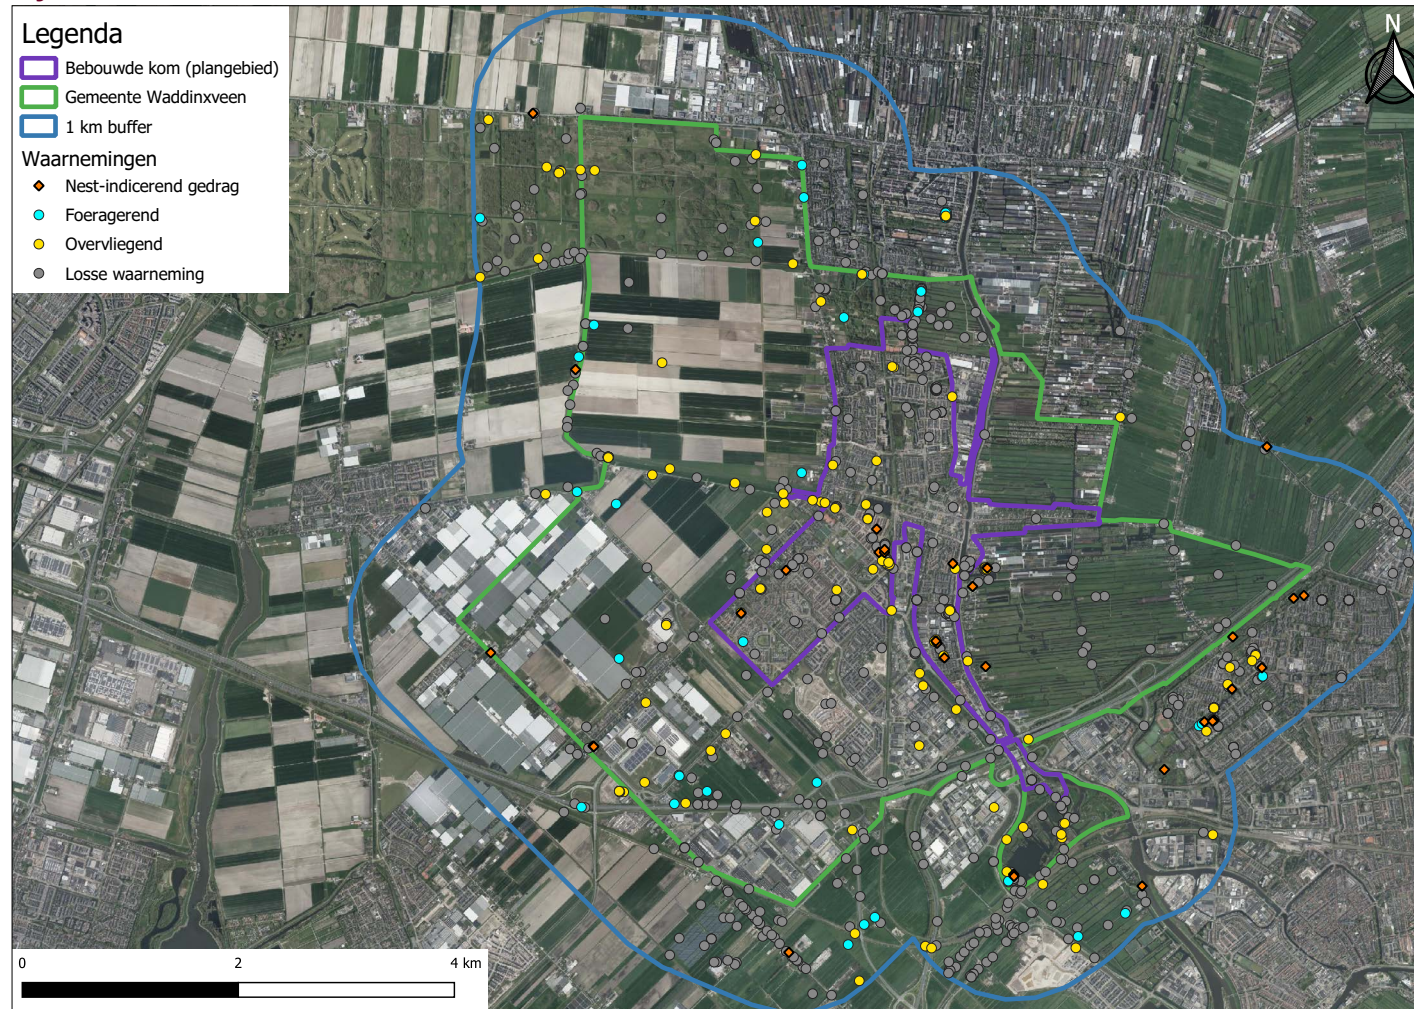 Legenda
Bebouwde kom (plangebied)
Gemeente Waddinxveen
1 km buffer
Waarnemingen
Nest-indicerend gedrag
Foeragerend
Overvliegend
Losse waarneming
N
0 2 4 km